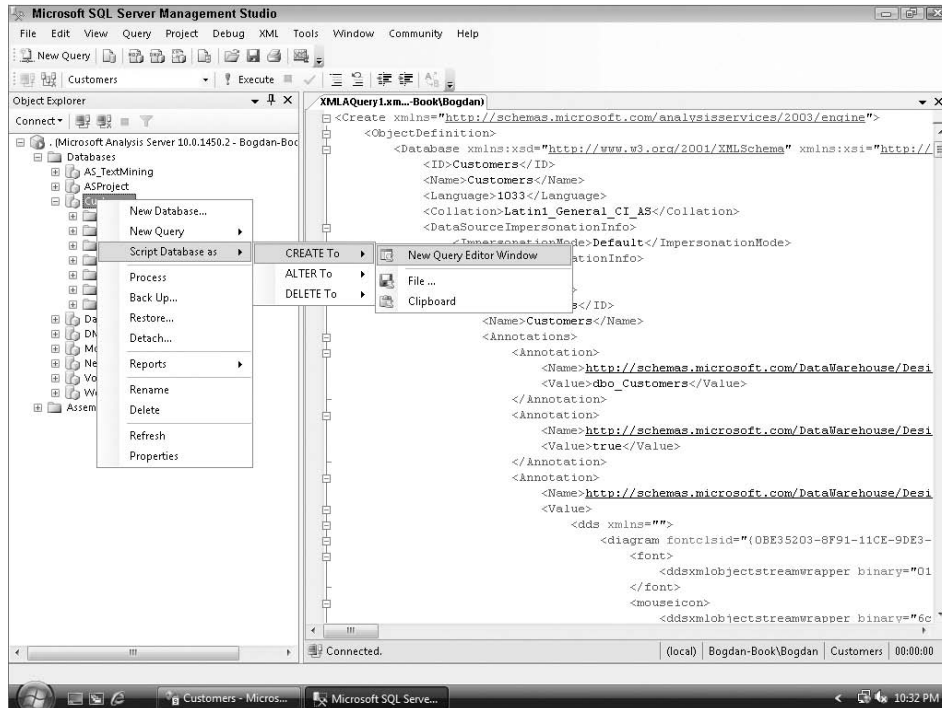 Microsoft SQL Server Management Studio
File Edit View Query Project Debug XML Tools Window Community Help
New Query
Customers Execute
Object Explorer
Connect
. (Microsoft Analysis Server 10.0.1450.2 - Bogdan-Boo
Databases
AS_TextMining
ASProject
Da
DM
Mo
Ne
Vo
We
Assem
New Database...
New Query
Script Database as
Process
Back Up...
Restore...
Detach...
Reports
Rename
Delete
Refresh
Properties
CREATE To
ALTER To
DELETE To
New Query Editor Window
File ...
Clipboard
XMLAQuery1.xm...-Book\Bogdan)
<Create xmlns="http://schemas.microsoft.com/analysisservices/2003/engine">
<ObjectDefinition>
<Database xmlns:xsd="http://www.w3.org/2001/XMLSchema" xmlns:xsi="http://
<ID>Customers</ID>
<Name>Customers</Name>
<Language>1033</Language>
<Collation>Latin1_General_CI_AS</Collation>
<DataSourceImpersonationInfo>
<ImpersonationMode>Default</ImpersonationMode>
ationInfo>
>
s</ID>
<Name>Customers</Name>
<Annotations>
<Annotation>
<Name>http://schemas.microsoft.com/DataWarehouse/Desi
<Value>dbo_Customers</Value>
</Annotation>
<Annotation>
<Name>http://schemas.microsoft.com/DataWarehouse/Desi
<Value>true</Value>
</Annotation>
<Annotation>
<Name>http://schemas.microsoft.com/DataWarehouse/Desi
<Value>
<dds xmlns="">
<diagram fontclsid="{0BE35203-8F91-11CE-9DE3-
<font>
<ddsxmlobjectstreamwrapper binary="01
</font>
<mouseicon>
<ddsxmlobjectstreamwrapper binary="6c
Connected. (local) Bogdan-Book\Bogdan Customers 00:00:00
Customers - Micros... Microsoft SQL Serve... 10:32 PM